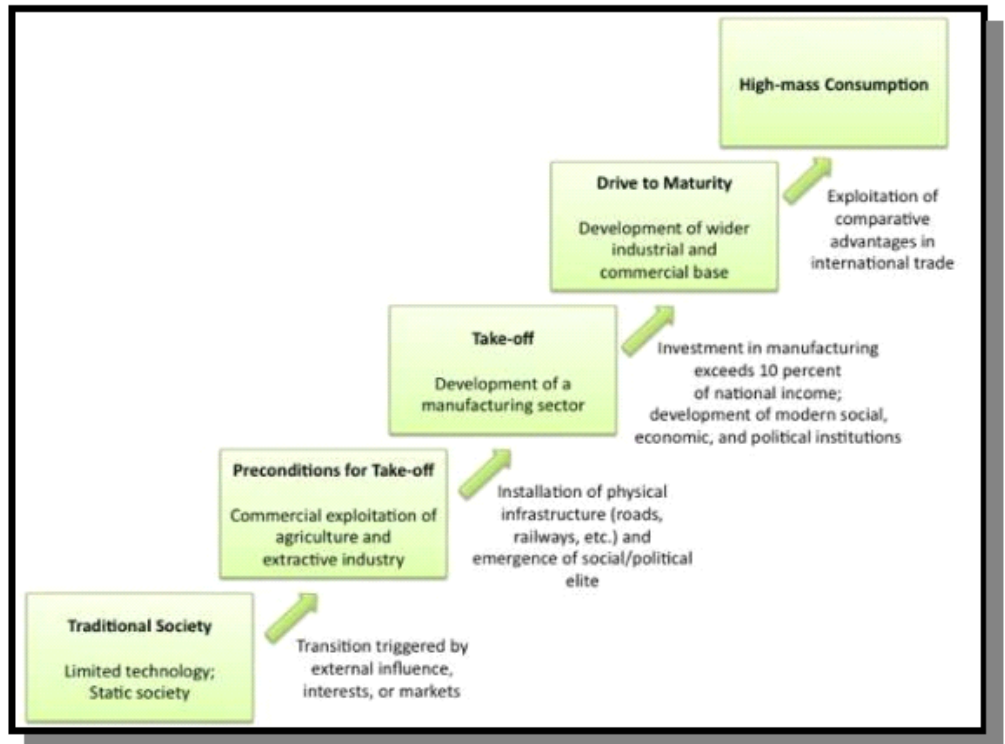 High-mass Consumption
Drive to Maturity
Development of wider
industrial and
commercial base
Exploitation of
comparative
advantages in
international trade
Take-off
Development of a
manufacturing sector
Investment in manufacturing
exceeds 10 percent
of national income;
development of modern social,
economic, and political institutions
Preconditions for Take-off
Commercial exploitation of
agriculture and
extractive industry
Installation of physical
infrastructure (roads,
railways, etc.) and
emergence of social/political
elite
Traditional Society
Limited technology;
Static society
Transition triggered by
external influence,
interests, or markets